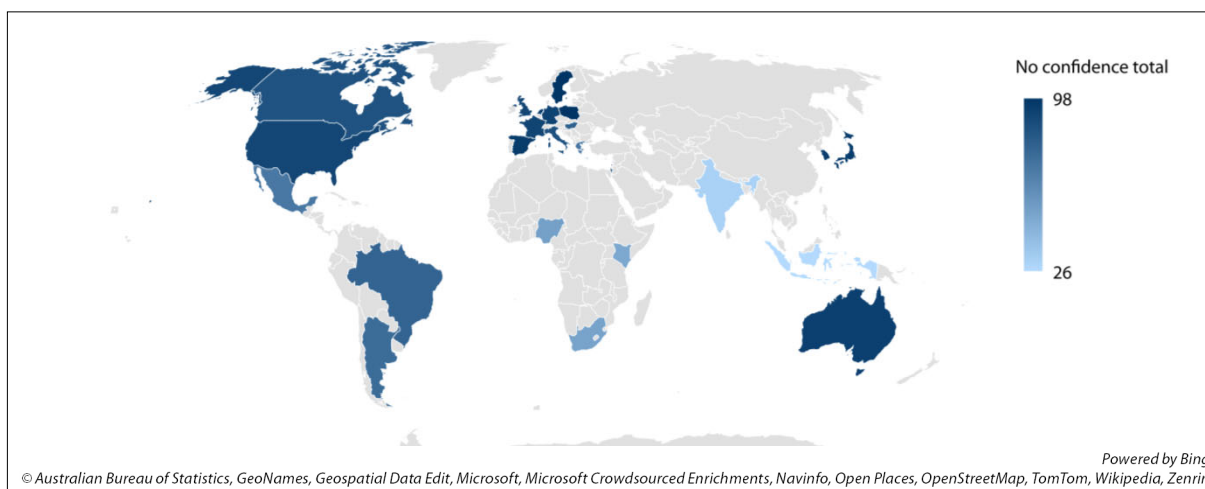 No confidence total
98
26
Powered by Bing
© Australian Bureau of Statistics, GeoNames, Geospatial Data Edit, Microsoft, Microsoft Crowdsourced Enrichments, Navinfo, Open Places, OpenStreetMap, TomTom, Wikipedia, Zenrin